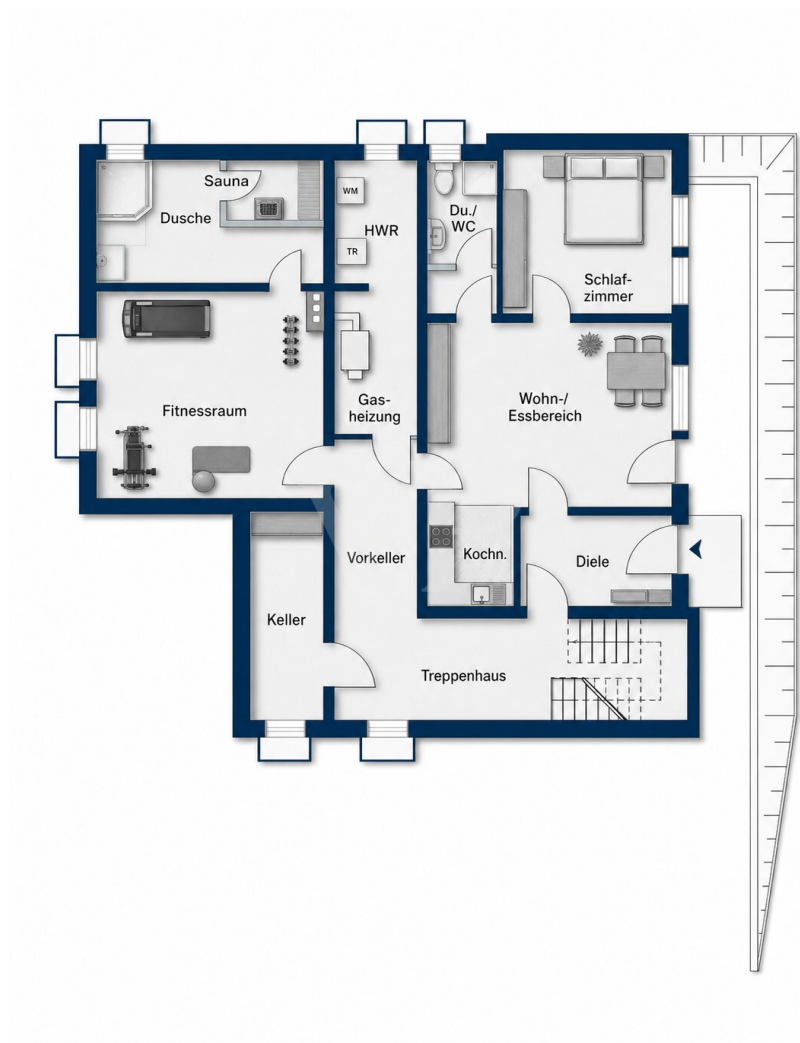 Sauna
Dusche
WM
TR
HWR
Du./
WC
Schlaf-
zimmer
Fitnessraum
Gas-
heizung
Wohn-/
Essbereich
Vorkeller
Kochn.
Diele
Keller
Treppenhaus